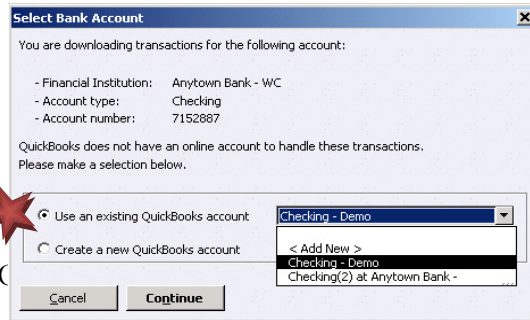 Select Bank Account
You are downloading transactions for the following account:
- Financial Institution: Anytown Bank - WC
- Account type: Checking
- Account number: 7152887
QuickBooks does not have an online account to handle these transactions.
Please make a selection below.
Use an existing QuickBooks account Checking - Demo
< Add New >
Create a new QuickBooks account
Checking - Demo
Checking(2) at Anytown Bank -
Cancel Continue